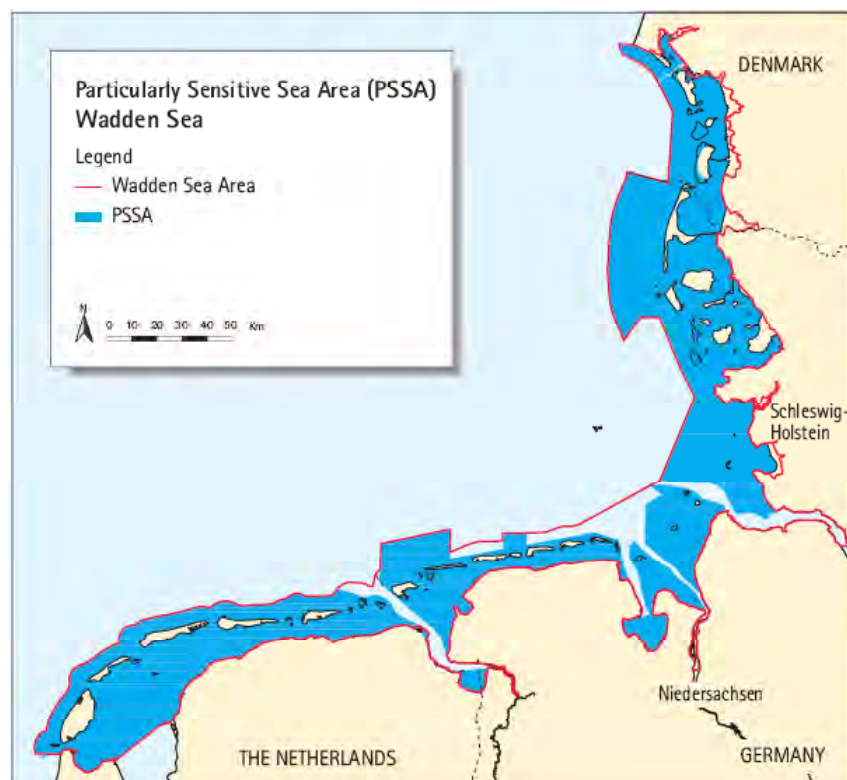 Particularly Sensitive Sea Area (PSSA)
Wadden Sea
Legend
Wadden Sea Area
PSSA
N
0 10 20 30 40 50 Km
DENMARK
Schleswig-
Holstein
Niedersachsen
THE NETHERLANDS
GERMANY